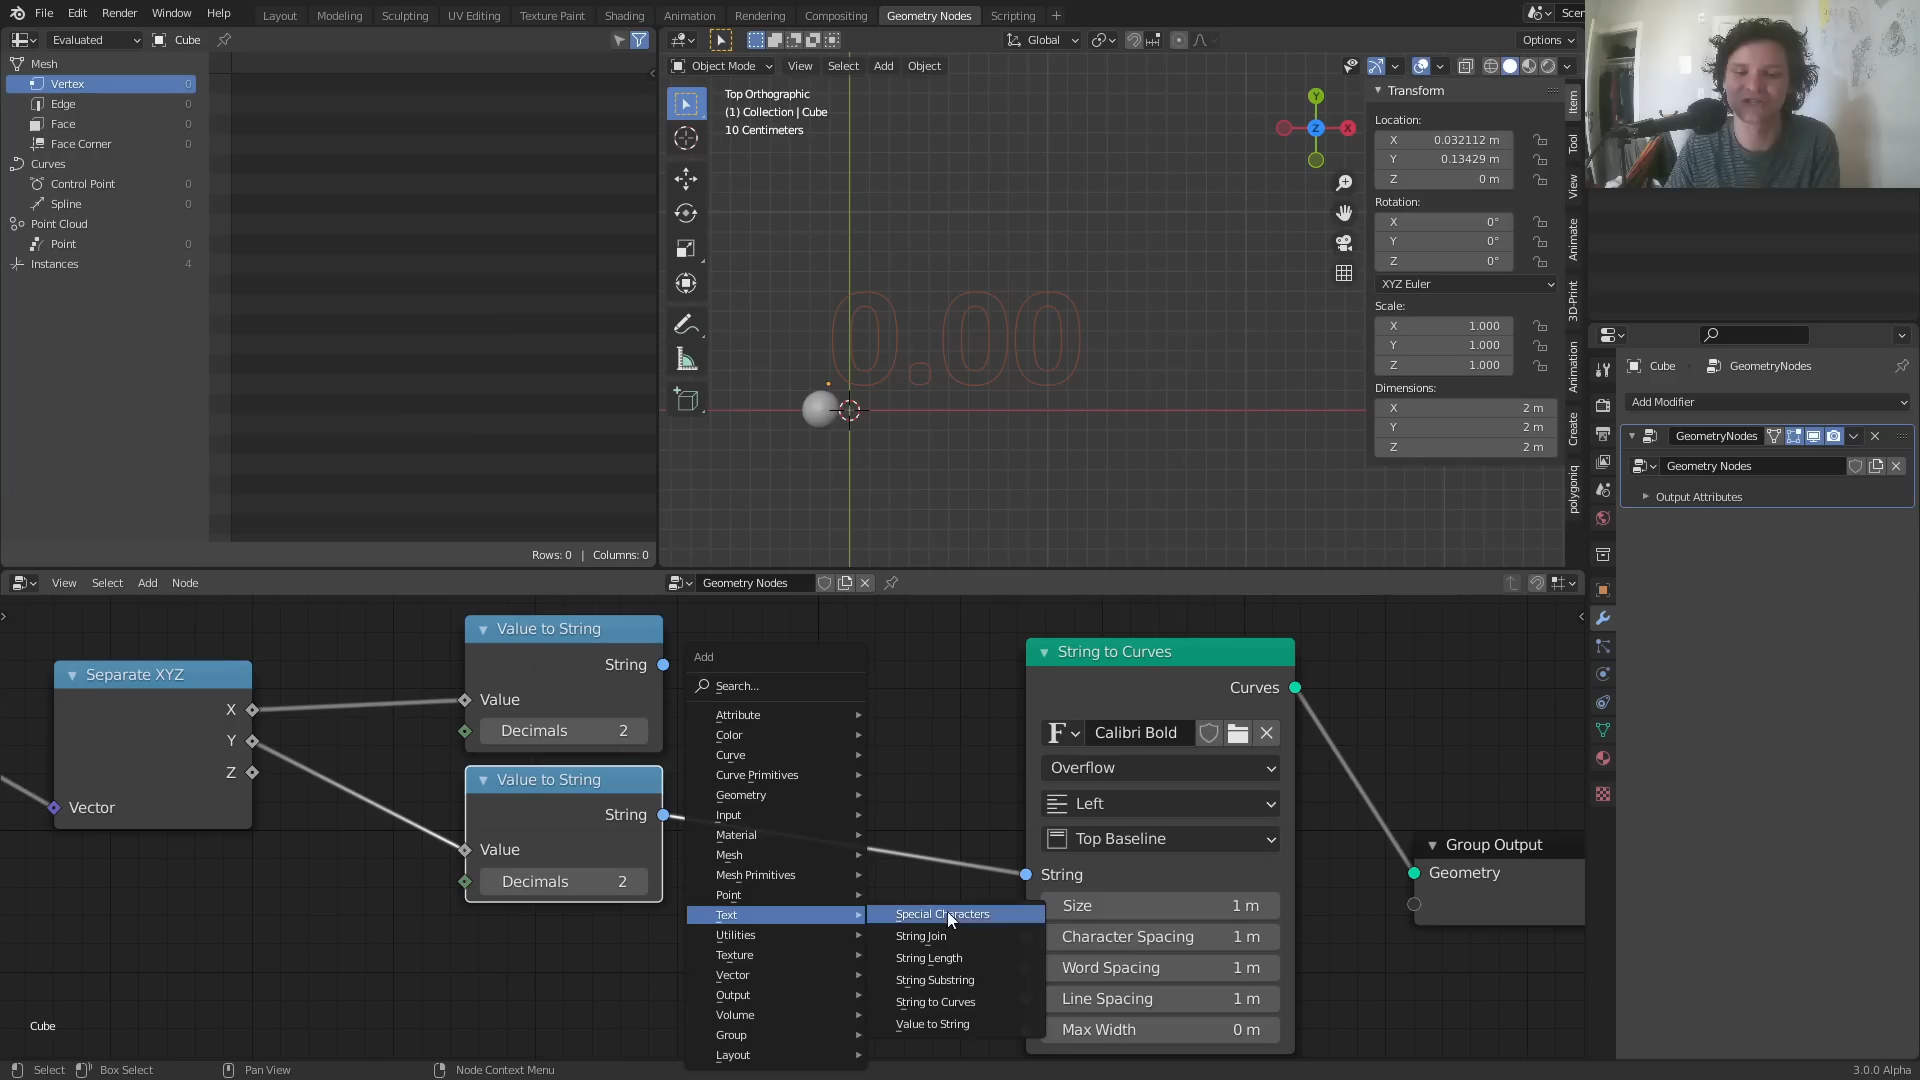 File Edit Render Window Help Layout Modeling Sculpting UV Editing Texture Paint Shading Animation Rendering Compositing Geometry Nodes Scripting + Scen
Evaluated Cube
Mesh
Vertex 0
Edge 0
Face 0
Face Corner 0
Curves
Control Point 0
Spline 0
Point Cloud
Point 0
Instances 4
Rows: 0 | Columns: 0
Global
Options
Object Mode View Select Add Object
Top Orthographic
(1) Collection | Cube
10 Centimeters
0.00
Y
Z
X
Transform
Location:
X 0.032112 m
Y 0.13429 m
Z 0 m
Rotation:
X 0°
Y 0°
Z 0°
XYZ Euler
Scale:
X 1.000
Y 1.000
Z 1.000
Dimensions:
X 2 m
Y 2 m
Z 2 m
Item
Tool
View
Animate
3D-Print
Animation
Create
polygoniq
Cube GeometryNodes
Add Modifier
GeometryNodes
Geometry Nodes
Output Attributes
View Select Add Node
Geometry Nodes
Separate XYZ
X
Y
Z
Vector
Value to String
String
Value
Decimals 2
Value to String
String
Value
Decimals 2
Add
Search...
Attribute
Color
Curve
Curve Primitives
Geometry
Input
Material
Mesh
Mesh Primitives
Point
Text
Utilities
Texture
Vector
Output
Volume
Group
Layout
Special Characters
String Join
String Length
String Substring
String to Curves
Value to String
String to Curves
Curves
F Calibri Bold
Overflow
Left
Top Baseline
String
Size 1 m
Character Spacing 1 m
Word Spacing 1 m
Line Spacing 1 m
Max Width 0 m
Group Output
Geometry
Cube
Select Box Select Pan View Node Context Menu 3.0.0 Alpha